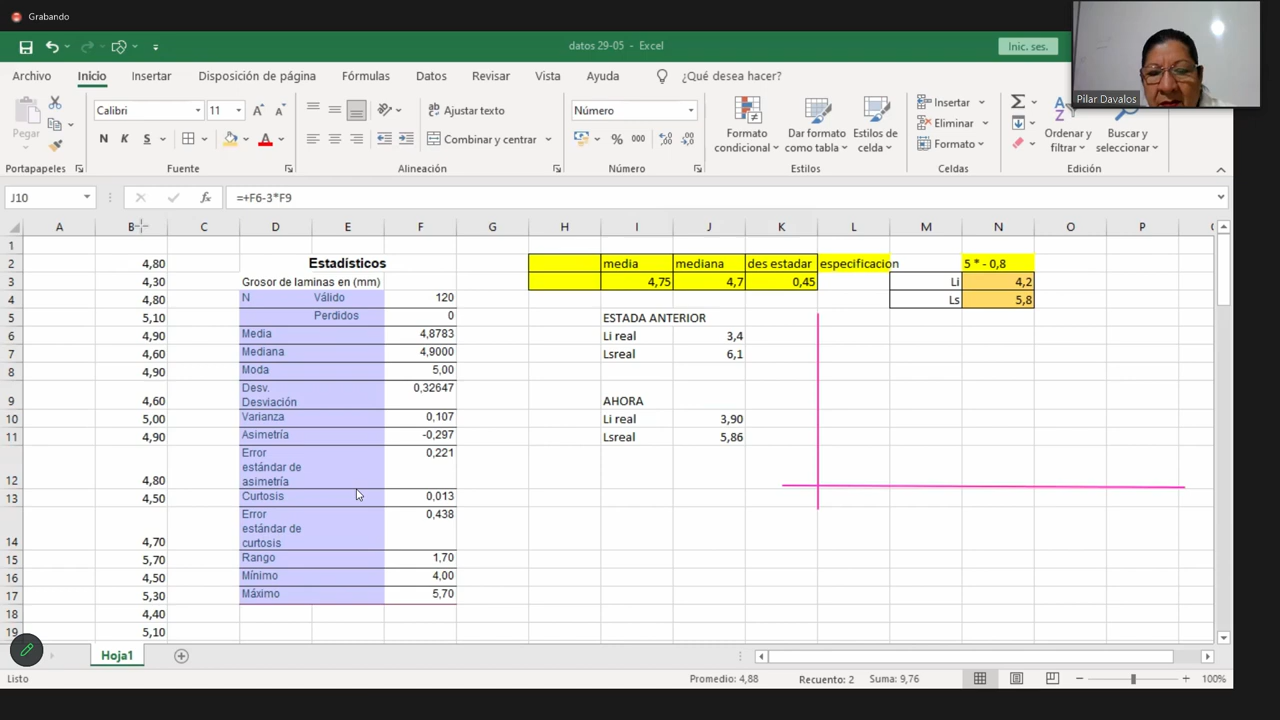 Grabando
datos 29-05 - Excel
Inic. ses.
Pilar Davalos
Archivo Inicio Insertar Disposición de página Fórmulas Datos Revisar Vista Ayuda ¿Qué desea hacer?
Pegar
Calibri 11
N K S
Ajustar texto
Combinar y centrar
Número
% 000
Formato condicional
Dar formato como tabla
Estilos de celda
Insertar
Eliminar
Formato
Ordenar y filtrar
Buscar y seleccionar
Portapapeles Fuente Alineación Número Estilos Celdas Edición
J10 fx =+F6-3*F9
A B C D E F G H I J K L M N O P
1
2 4,80 Estadísticos media mediana des estadar especificacion 5 * - 0,8
3 4,30 Grosor de laminas en (mm) 4,75 4,7 0,45 Li 4,2
4 4,80 N Válido 120 Ls 5,8
5 5,10 Perdidos 0 ESTADA ANTERIOR
6 4,90 Media 4,8783 Li real 3,4
7 4,60 Mediana 4,9000 Lsreal 6,1
8 4,90 Moda 5,00
9 4,60 Desv. Desviación 0,32647 AHORA
10 5,00 Varianza 0,107 Li real 3,90
11 4,90 Asimetría -0,297 Lsreal 5,86
12 4,80 Error estándar de asimetría 0,221
13 4,50 Curtosis 0,013
14 4,70 Error estándar de curtosis 0,438
15 5,70 Rango 1,70
16 4,50 Mínimo 4,00
17 5,30 Máximo 5,70
18 4,40
19 5,10
Hoja1
Listo Promedio: 4,88 Recuento: 2 Suma: 9,76 100%